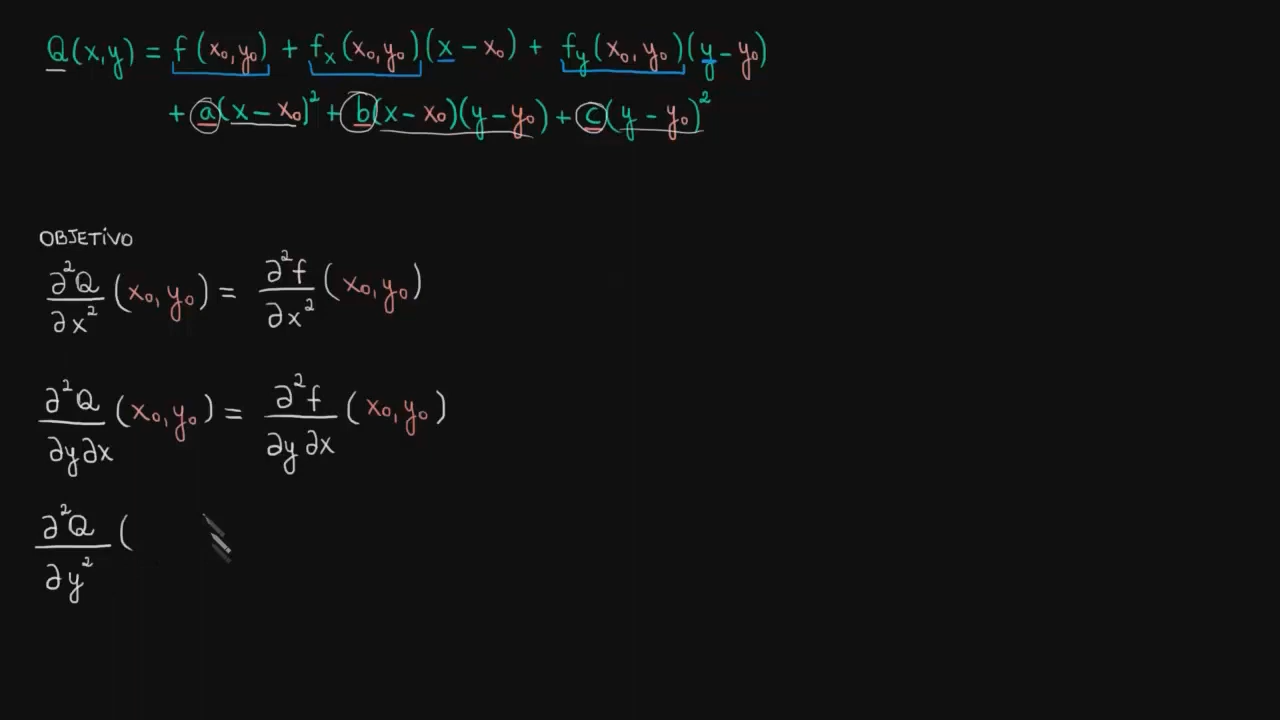 Q(x,y) = f(x₀,y₀) + fₓ(x₀,y₀)(x − x₀) + f_y(x₀,y₀)(y − y₀)
+ a(x − x₀)² + b(x − x₀)(y − y₀) + c(y − y₀)²
OBJETIVO
∂²Q/∂x² (x₀,y₀) = ∂²f/∂x² (x₀,y₀)
∂²Q/∂y∂x (x₀,y₀) = ∂²f/∂y∂x (x₀,y₀)
∂²Q/∂y² (